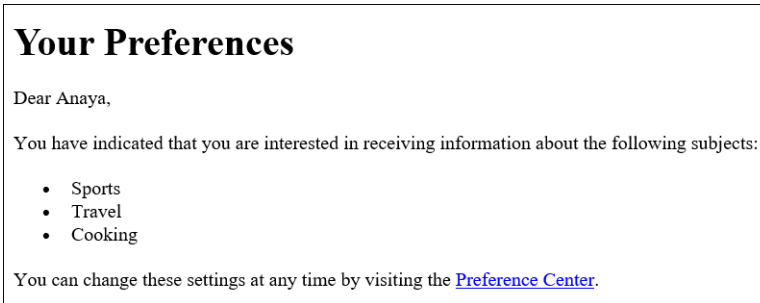 Your Preferences
Dear Anaya,
You have indicated that you are interested in receiving information about the following subjects:
• Sports
• Travel
• Cooking
You can change these settings at any time by visiting the Preference Center.